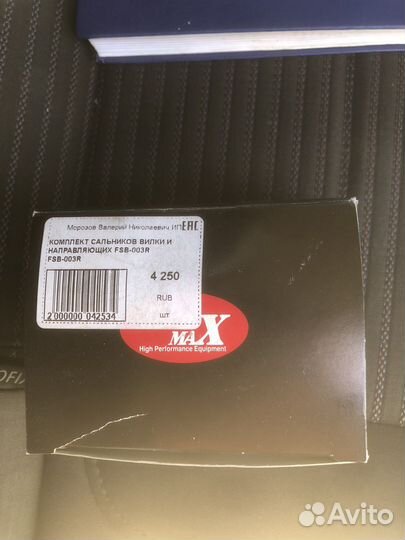 Морозов Валерий Николаевич ИП EAC
КОМПЛЕКТ САЛЬНИКОВ ВИЛКИ И
НАПРАВЛЯЮЩИХ FSB-003R
FSB-003R
4 250
RUB
шт
2 000000 042534
MAX
High Performance Equipment
Avito